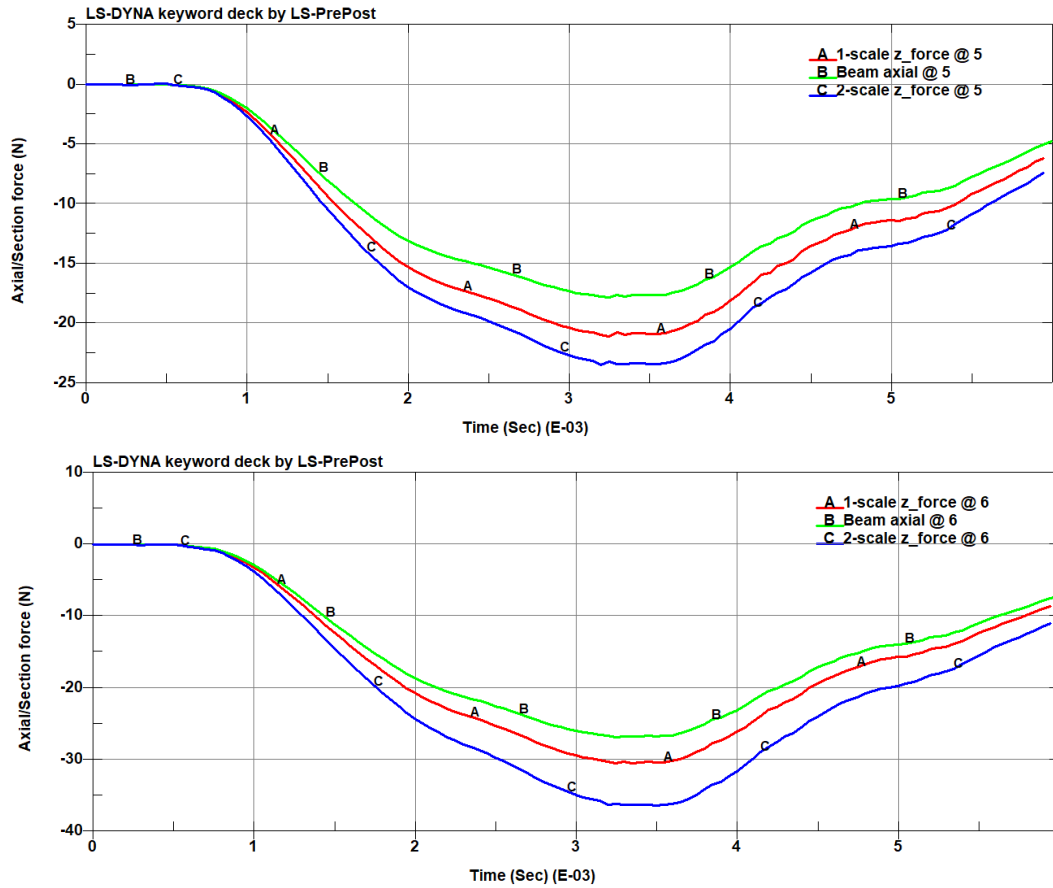 LS-DYNA keyword deck by LS-PrePost
5
0
-5
-10
-15
-20
-25
Axial/Section force (N)
A 1-scale z_force @ 5
B Beam axial @ 5
C 2-scale z_force @ 5
B C
A
B
C
A
B
C
A
B
C
A
B
C
0 1 2 3 4 5
Time (Sec) (E-03)
LS-DYNA keyword deck by LS-PrePost
10
0
-10
-20
-30
-40
Axial/Section force (N)
A 1-scale z_force @ 6
B Beam axial @ 6
C 2-scale z_force @ 6
B C
A
B
C
A
B
C
A
B
C
A
B
C
0 1 2 3 4 5
Time (Sec) (E-03)